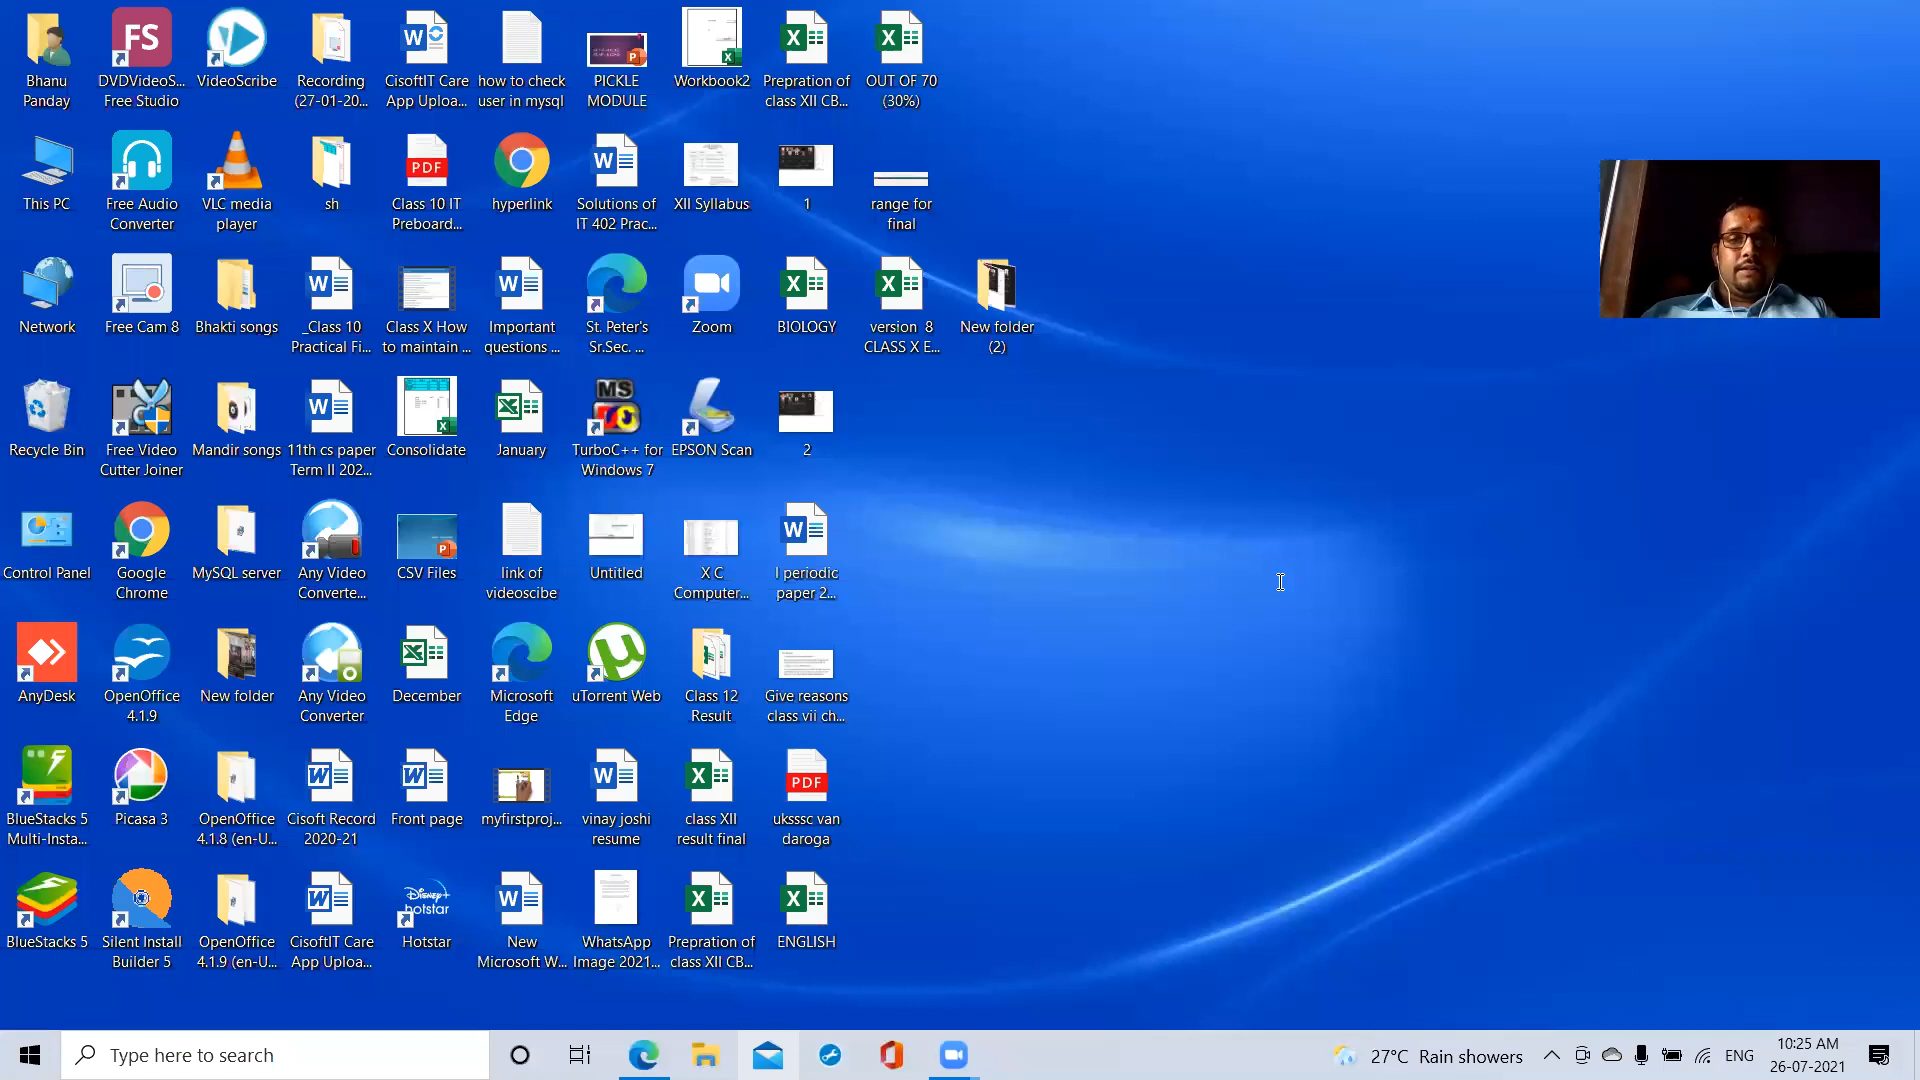 FS
Bhanu
Panday
DVDVideoS...
Free Studio
VideoScribe
Recording
(27-01-20...
CisoftIT Care
App Uploa...
how to check
user in mysql
PICKLE
MODULE
Workbook2
Prepration of
class XII CB...
OUT OF 70
(30%)
This PC
Free Audio
Converter
VLC media
player
sh
PDF
Class 10 IT
Preboard...
hyperlink
Solutions of
IT 402 Prac...
XII Syllabus
1
range for
final
Network
Free Cam 8
Bhakti songs
_Class 10
Practical Fi...
Class X How
to maintain ...
Important
questions ...
St. Peter's
Sr.Sec. ...
Zoom
BIOLOGY
version 8
CLASS X E...
New folder
(2)
Recycle Bin
Free Video
Cutter Joiner
Mandir songs
11th cs paper
Term II 202...
Consolidate
January
MS
TurboC++ for
Windows 7
EPSON Scan
2
Control Panel
Google
Chrome
MySQL server
Any Video
Converte...
CSV Files
link of
videoscibe
Untitled
X C
Computer...
I periodic
paper 2...
AnyDesk
OpenOffice
4.1.9
New folder
Any Video
Converter
December
Microsoft
Edge
uTorrent Web
Class 12
Result
Give reasons
class vii ch...
BlueStacks 5
Multi-Insta...
Picasa 3
OpenOffice
4.1.8 (en-U...
Cisoft Record
2020-21
Front page
myfirstproj...
vinay joshi
resume
class XII
result final
PDF
uksssc van
daroga
BlueStacks 5
Silent Install
Builder 5
OpenOffice
4.1.9 (en-U...
CisoftIT Care
App Uploa...
Disney+
hotstar
Hotstar
New
Microsoft W...
WhatsApp
Image 2021...
Prepration of
class XII CB...
ENGLISH
Type here to search
27°C Rain showers
ENG
10:25 AM
26-07-2021